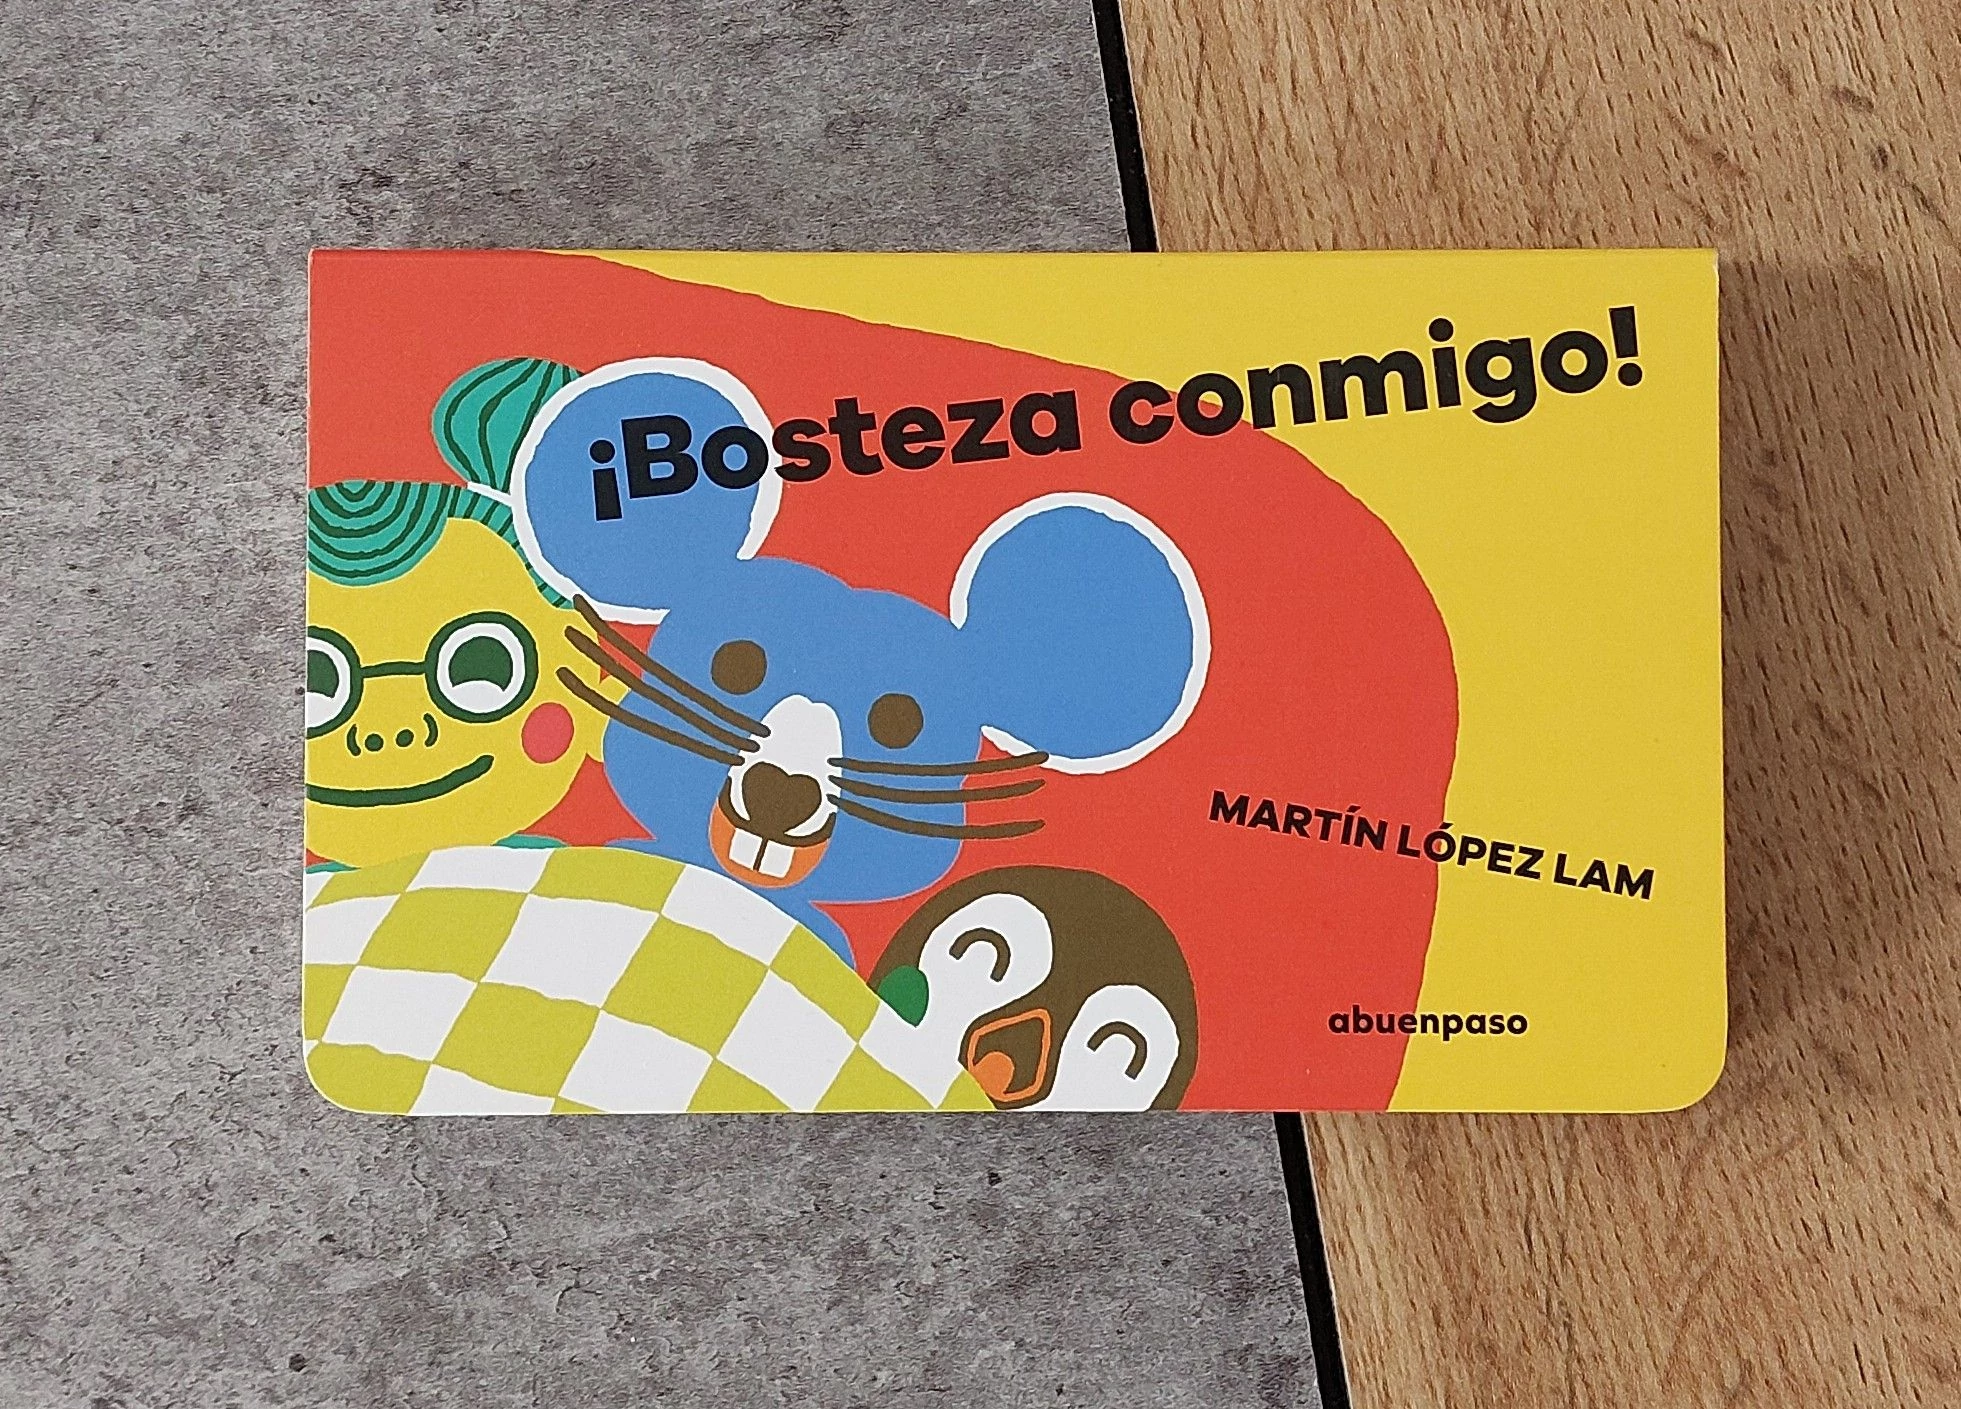 ¡Bosteza conmigo!
MARTÍN LÓPEZ LAM
abuenpaso